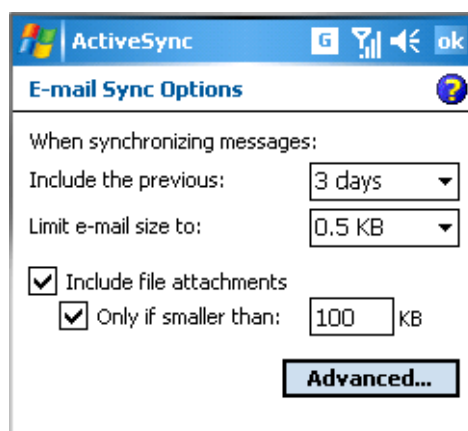 ActiveSync G ok
E-mail Sync Options ?
When synchronizing messages:
Include the previous: 3 days
Limit e-mail size to: 0.5 KB
Include file attachments
Only if smaller than: 100 KB
Advanced...